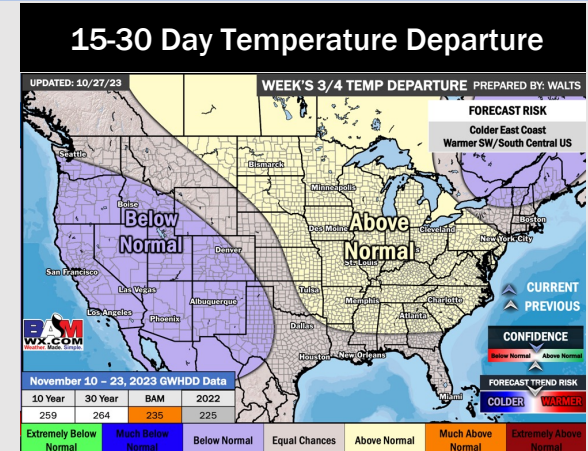 15-30 Day Temperature Departure
UPDATED: 10/27/23
WEEK'S 3/4 TEMP DEPARTURE PREPARED BY: WALTS
FORECAST RISK
Colder East Coast
Warmer SW/South Central US
Seattle
Bismarck
Minneapolis
Boise
Below
Normal
Des Moine
Above
Normal
Cleveland
Boston
New York City
Denver
St. Louis
San Francisco
Las Vegas
Los Angeles
Phoenix
Albuquerque
Tulsa
Memphis
Charlotte
Atlanta
Dallas
Houston
New Orleans
Miami
CURRENT
PREVIOUS
BAM
WX.COM
Weather. Made. Simple.
CONFIDENCE
Below Normal Above Normal
FORECAST TREND RISK
COLDER WARMER
November 10 - 23, 2023 GWHDD Data
10 Year 30 Year BAM 2022
259 264 235 225
Extremely Below
Normal
Much Below
Normal
Below Normal
Equal Chances
Above Normal
Much Above
Normal
Extremely Above
Normal